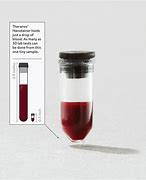 Theranos'
Nanotainer holds
just a drop of
blood. As many as
30 lab tests can
be done from this
one tiny sample.